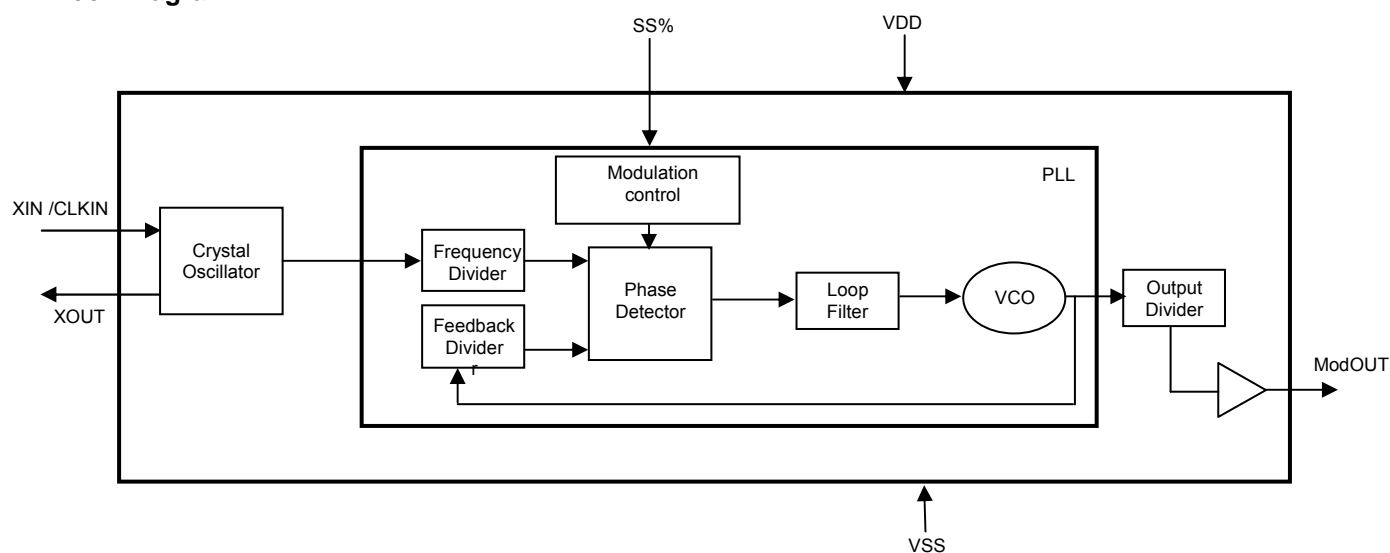 SS%
VDD
Modulation
control
PLL
XIN /CLKIN
Crystal
Oscillator
XOUT
Frequency
Divider
Feedback
Divider
r
Phase
Detector
Loop
Filter
VCO
Output
Divider
ModOUT
VSS